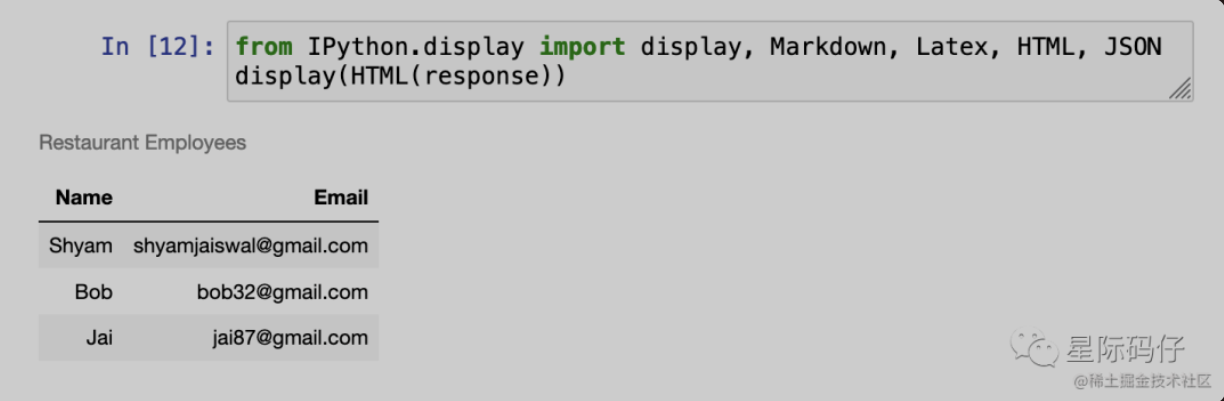 In [12]: from IPython.display import display, Markdown, Latex, HTML, JSON
display(HTML(response))
Restaurant Employees
Name Email
Shyam shyamjaiswal@gmail.com
Bob bob32@gmail.com
Jai jai87@gmail.com
星际码仔
@稀土掘金技术社区